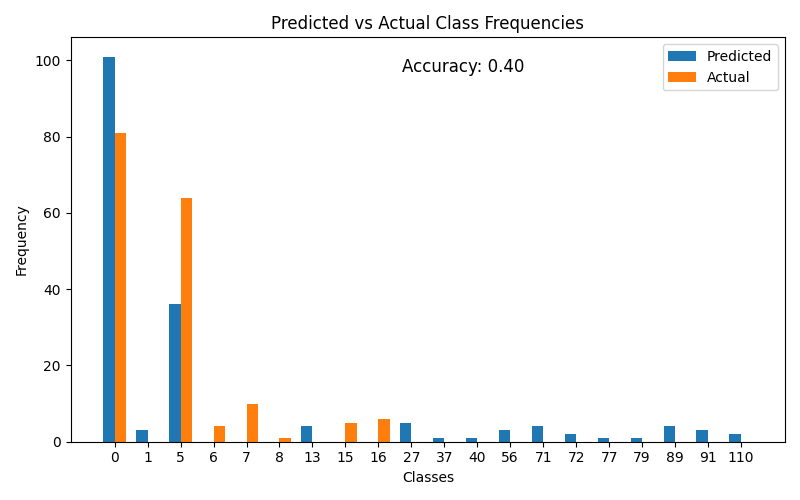 Predicted vs Actual Class Frequencies
Accuracy: 0.40
Predicted
Actual
Frequency
100
80
60
40
20
0
0 1 5 6 7 8 13 15 16 27 37 40 56 71 72 77 79 89 91 110
Classes